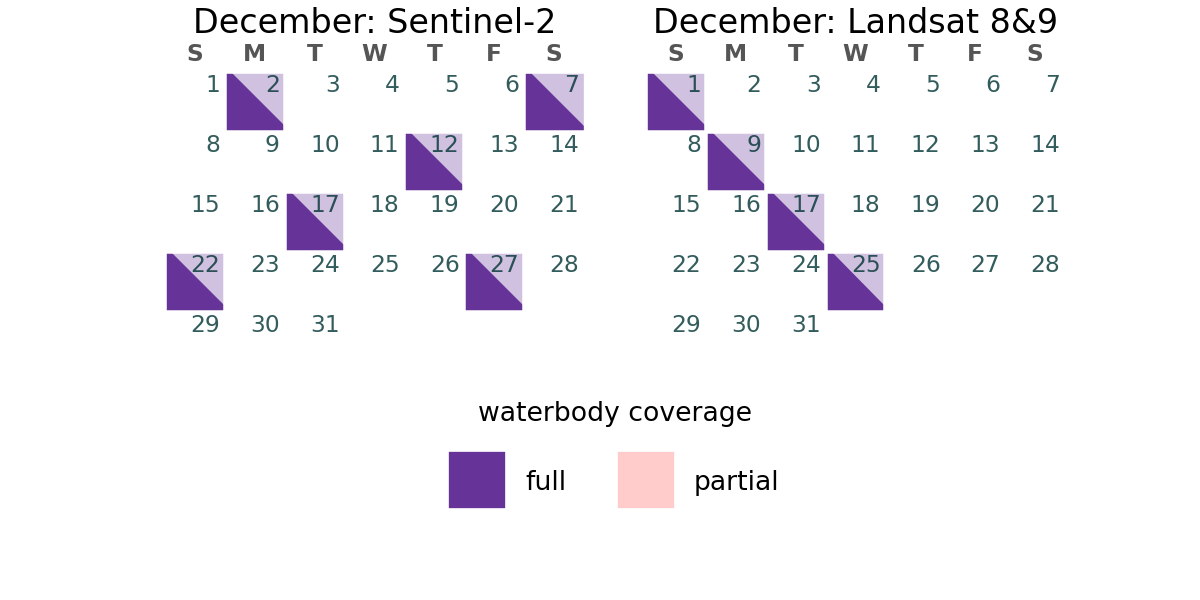 December: Sentinel-2
S M T W T F S
1 2 3 4 5 6 7
8 9 10 11 12 13 14
15 16 17 18 19 20 21
22 23 24 25 26 27 28
29 30 31
December: Landsat 8&9
S M T W T F S
1 2 3 4 5 6 7
8 9 10 11 12 13 14
15 16 17 18 19 20 21
22 23 24 25 26 27 28
29 30 31
waterbody coverage
full partial